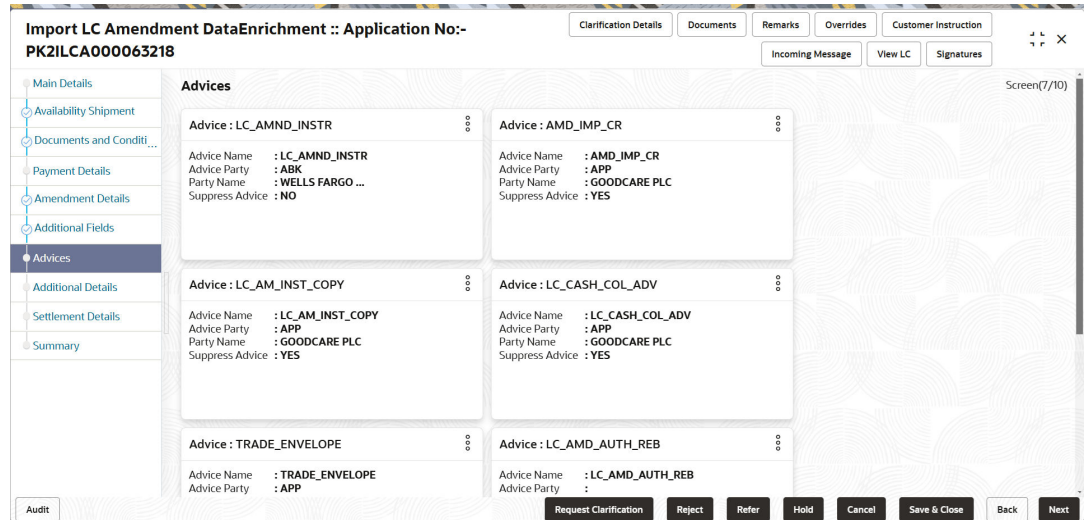 Import LC Amendment DataEnrichment :: Application No:-
PK2ILCA000063218
Clarification Details
Documents
Remarks
Overrides
Customer Instruction
Incoming Message
View LC
Signatures
Main Details
Availability Shipment
Documents and Conditi...
Payment Details
Amendment Details
Additional Fields
Advices
Additional Details
Settlement Details
Summary
Advices
Screen(7/10)
Advice : LC_AMND_INSTR
Advice Name : LC_AMND_INSTR
Advice Party : ABK
Party Name : WELLS FARGO ...
Suppress Advice : NO
Advice : AMD_IMP_CR
Advice Name : AMD_IMP_CR
Advice Party : APP
Party Name : GOODCARE PLC
Suppress Advice : YES
Advice : LC_AM_INST_COPY
Advice Name : LC_AM_INST_COPY
Advice Party : APP
Party Name : GOODCARE PLC
Suppress Advice : YES
Advice : LC_CASH_COL_ADV
Advice Name : LC_CASH_COL_ADV
Advice Party : APP
Party Name : GOODCARE PLC
Suppress Advice : YES
Advice : TRADE_ENVELOPE
Advice Name : TRADE_ENVELOPE
Advice Party : APP
Advice : LC_AMD_AUTH_REB
Advice Name : LC_AMD_AUTH_REB
Advice Party :
Audit
Request Clarification
Reject
Refer
Hold
Cancel
Save & Close
Back
Next